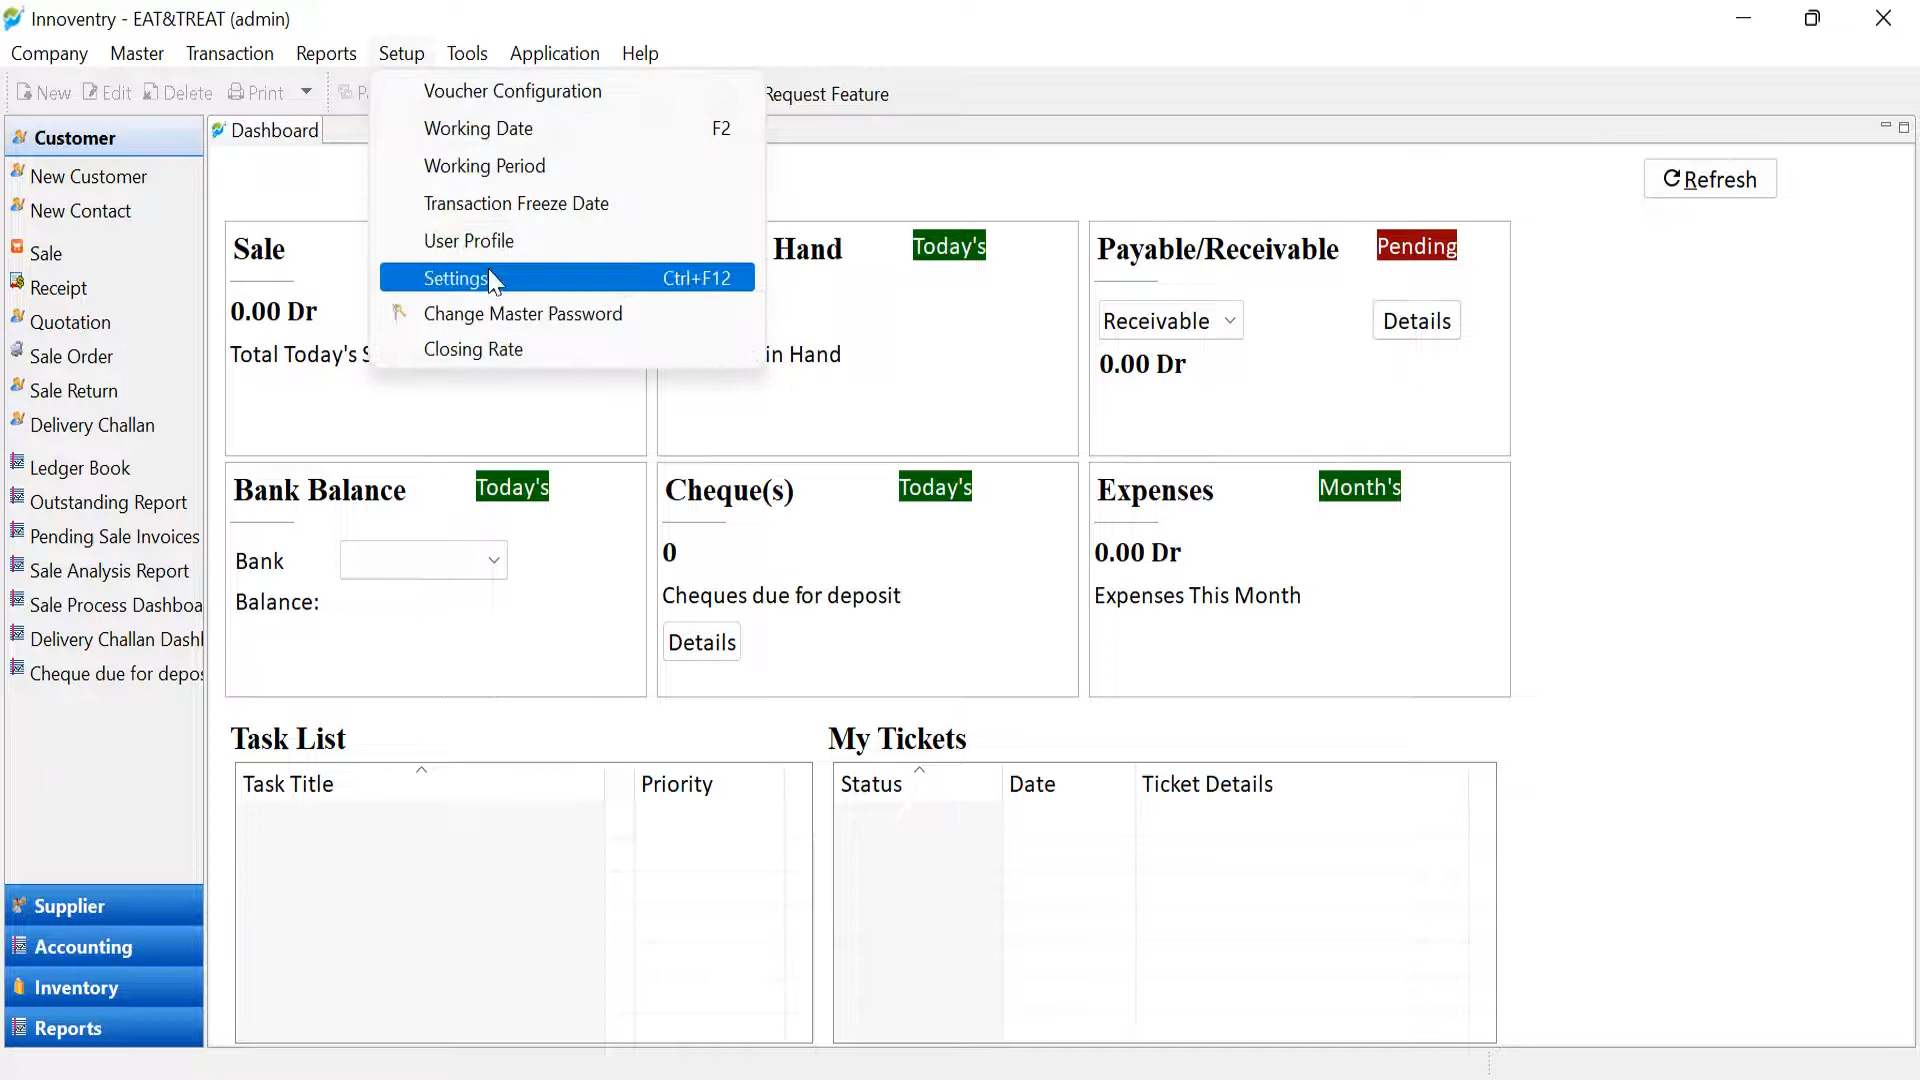 Innoventry - EAT&TREAT (admin)
Company Master Transaction Reports Setup Tools Application Help
New Edit Delete Print Request Feature
Voucher Configuration
Working Date F2
Working Period
Transaction Freeze Date
User Profile
Settings Ctrl+F12
Change Master Password
Closing Rate
Customer
New Customer
New Contact
Sale
Receipt
Quotation
Sale Order
Sale Return
Delivery Challan
Ledger Book
Outstanding Report
Pending Sale Invoices
Sale Analysis Report
Sale Process Dashboa
Delivery Challan Dash
Cheque due for depos
Supplier
Accounting
Inventory
Reports
Dashboard
Refresh
Sale
0.00 Dr
Total Today's S
Hand Today's
in Hand
Payable/Receivable Pending
Receivable Details
0.00 Dr
Bank Balance Today's
Bank
Balance:
Cheque(s) Today's
0
Cheques due for deposit
Details
Expenses Month's
0.00 Dr
Expenses This Month
Task List
Task Title Priority
My Tickets
Status Date Ticket Details